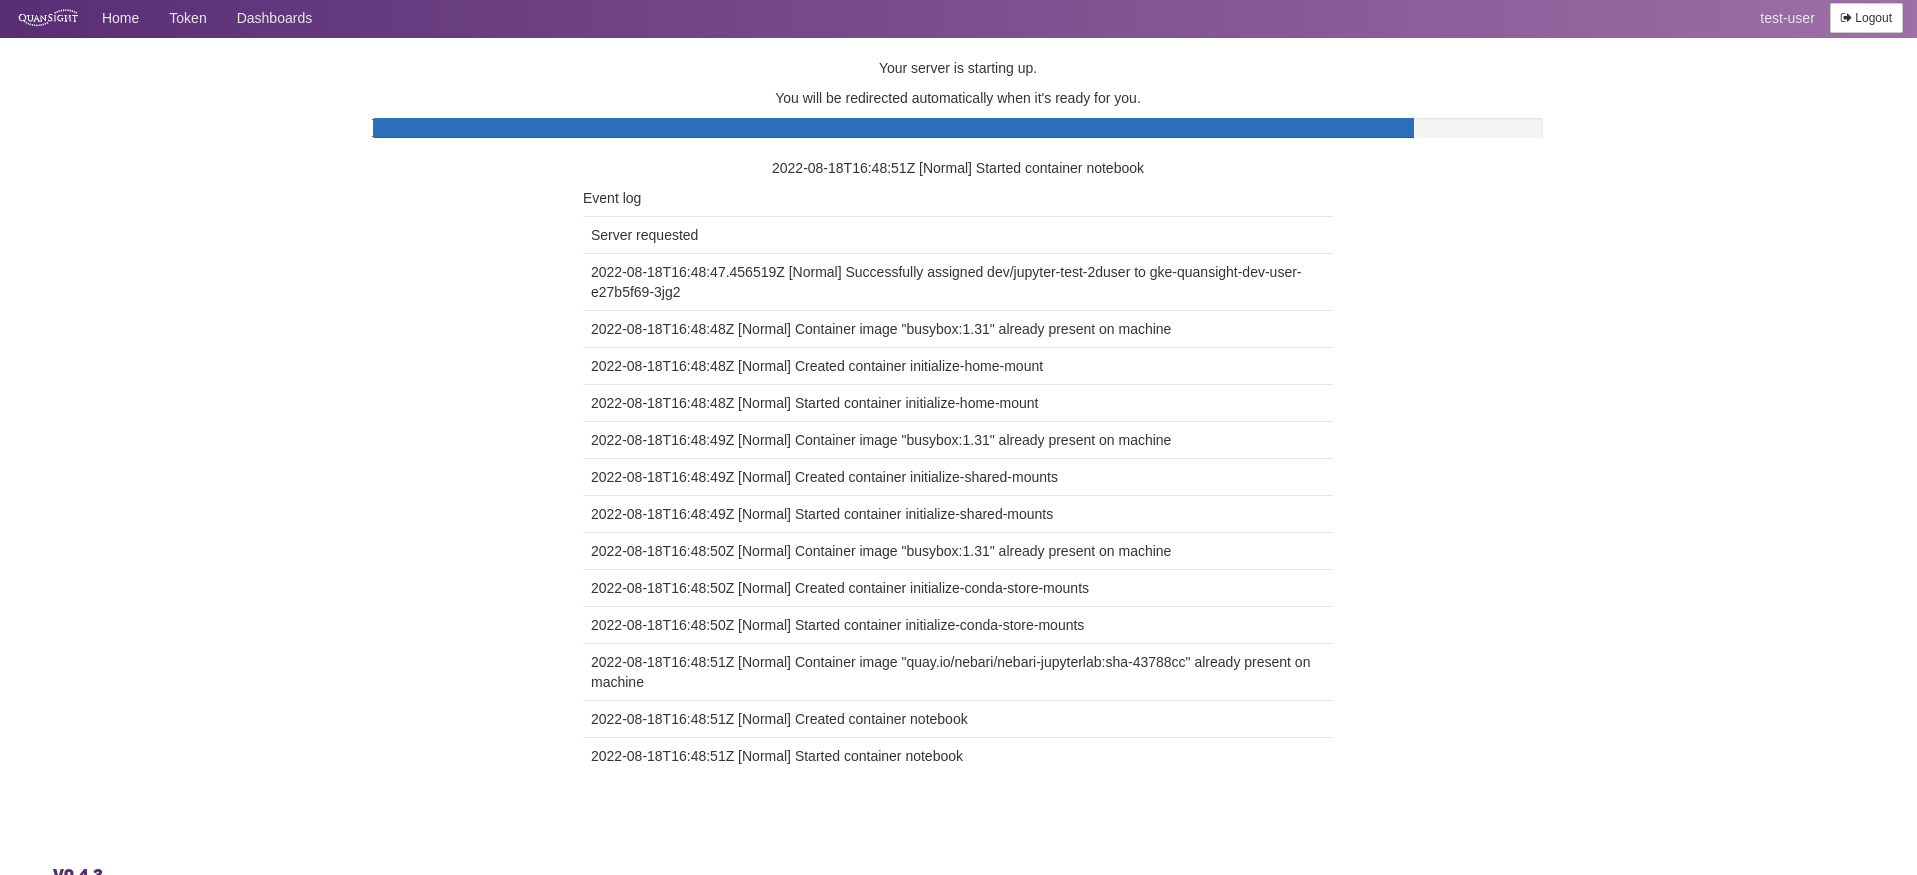 QUANSIGHT Home Token Dashboards test-user Logout
Your server is starting up.
You will be redirected automatically when it's ready for you.
2022-08-18T16:48:51Z [Normal] Started container notebook
Event log
Server requested
2022-08-18T16:48:47.456519Z [Normal] Successfully assigned dev/jupyter-test-2duser to gke-quansight-dev-user-
e27b5f69-3jg2
2022-08-18T16:48:48Z [Normal] Container image "busybox:1.31" already present on machine
2022-08-18T16:48:48Z [Normal] Created container initialize-home-mount
2022-08-18T16:48:48Z [Normal] Started container initialize-home-mount
2022-08-18T16:48:49Z [Normal] Container image "busybox:1.31" already present on machine
2022-08-18T16:48:49Z [Normal] Created container initialize-shared-mounts
2022-08-18T16:48:49Z [Normal] Started container initialize-shared-mounts
2022-08-18T16:48:50Z [Normal] Container image "busybox:1.31" already present on machine
2022-08-18T16:48:50Z [Normal] Created container initialize-conda-store-mounts
2022-08-18T16:48:50Z [Normal] Started container initialize-conda-store-mounts
2022-08-18T16:48:51Z [Normal] Container image "quay.io/nebari/nebari-jupyterlab:sha-43788cc" already present on
machine
2022-08-18T16:48:51Z [Normal] Created container notebook
2022-08-18T16:48:51Z [Normal] Started container notebook